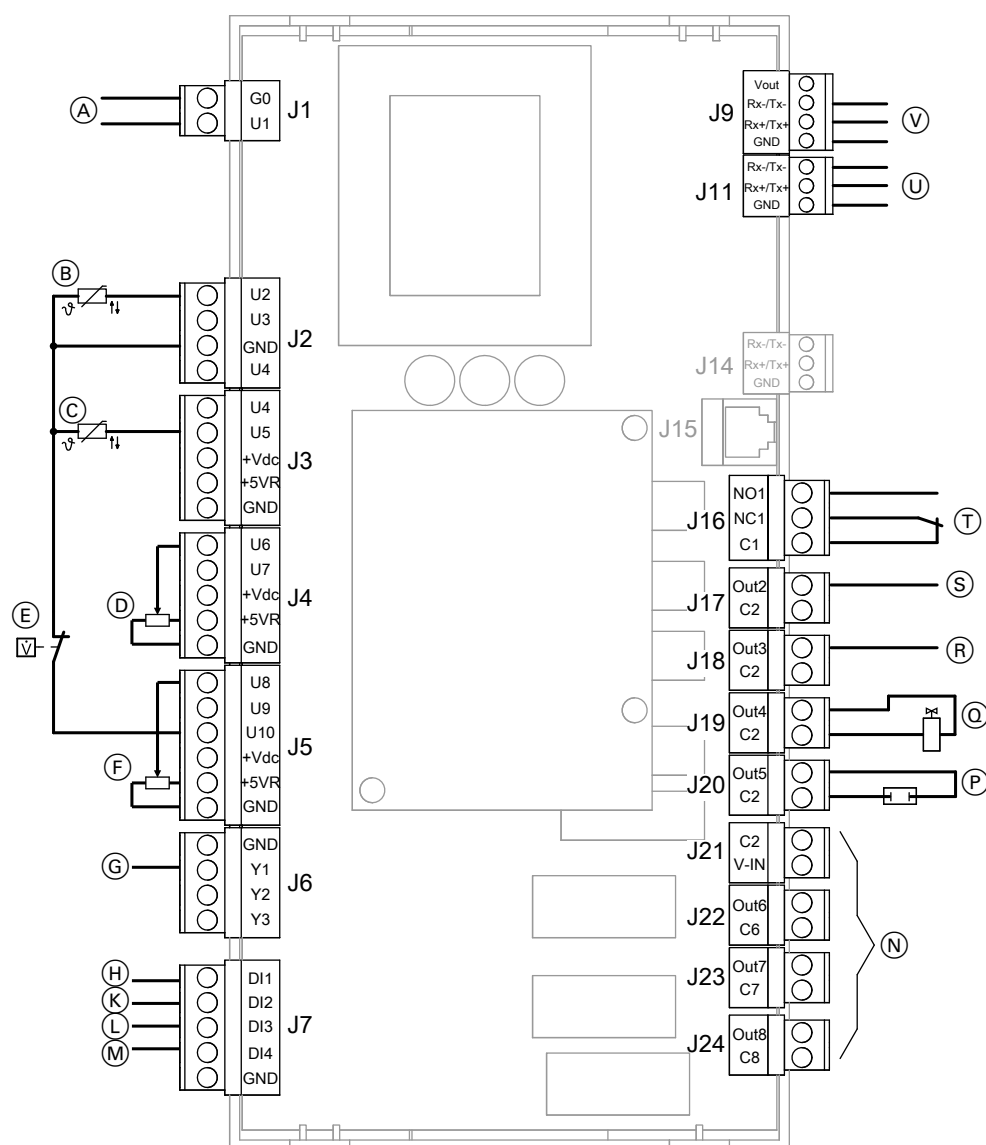 A
G0
U1
J1
B
ϑ
U2
U3
GND
U4
J2
C
ϑ
U4
U5
+Vdc
+5VR
GND
J3
D
U6
U7
+Vdc
+5VR
GND
J4
E
V̇
F
U8
U9
U10
+Vdc
+5VR
GND
J5
G
GND
Y1
Y2
Y3
J6
H
K
L
M
DI1
DI2
DI3
DI4
GND
J7
J9
Vout
Rx-/Tx-
Rx+/Tx+
GND
V
J11
Rx-/Tx-
Rx+/Tx+
GND
U
J14
Rx-/Tx-
Rx+/Tx+
GND
J15
J16
NO1
NC1
C1
T
J17
Out2
C2
S
J18
Out3
C2
R
J19
Out4
C2
Q
J20
Out5
C2
P
J21
C2
V-IN
J22
Out6
C6
N
J23
Out7
C7
J24
Out8
C8